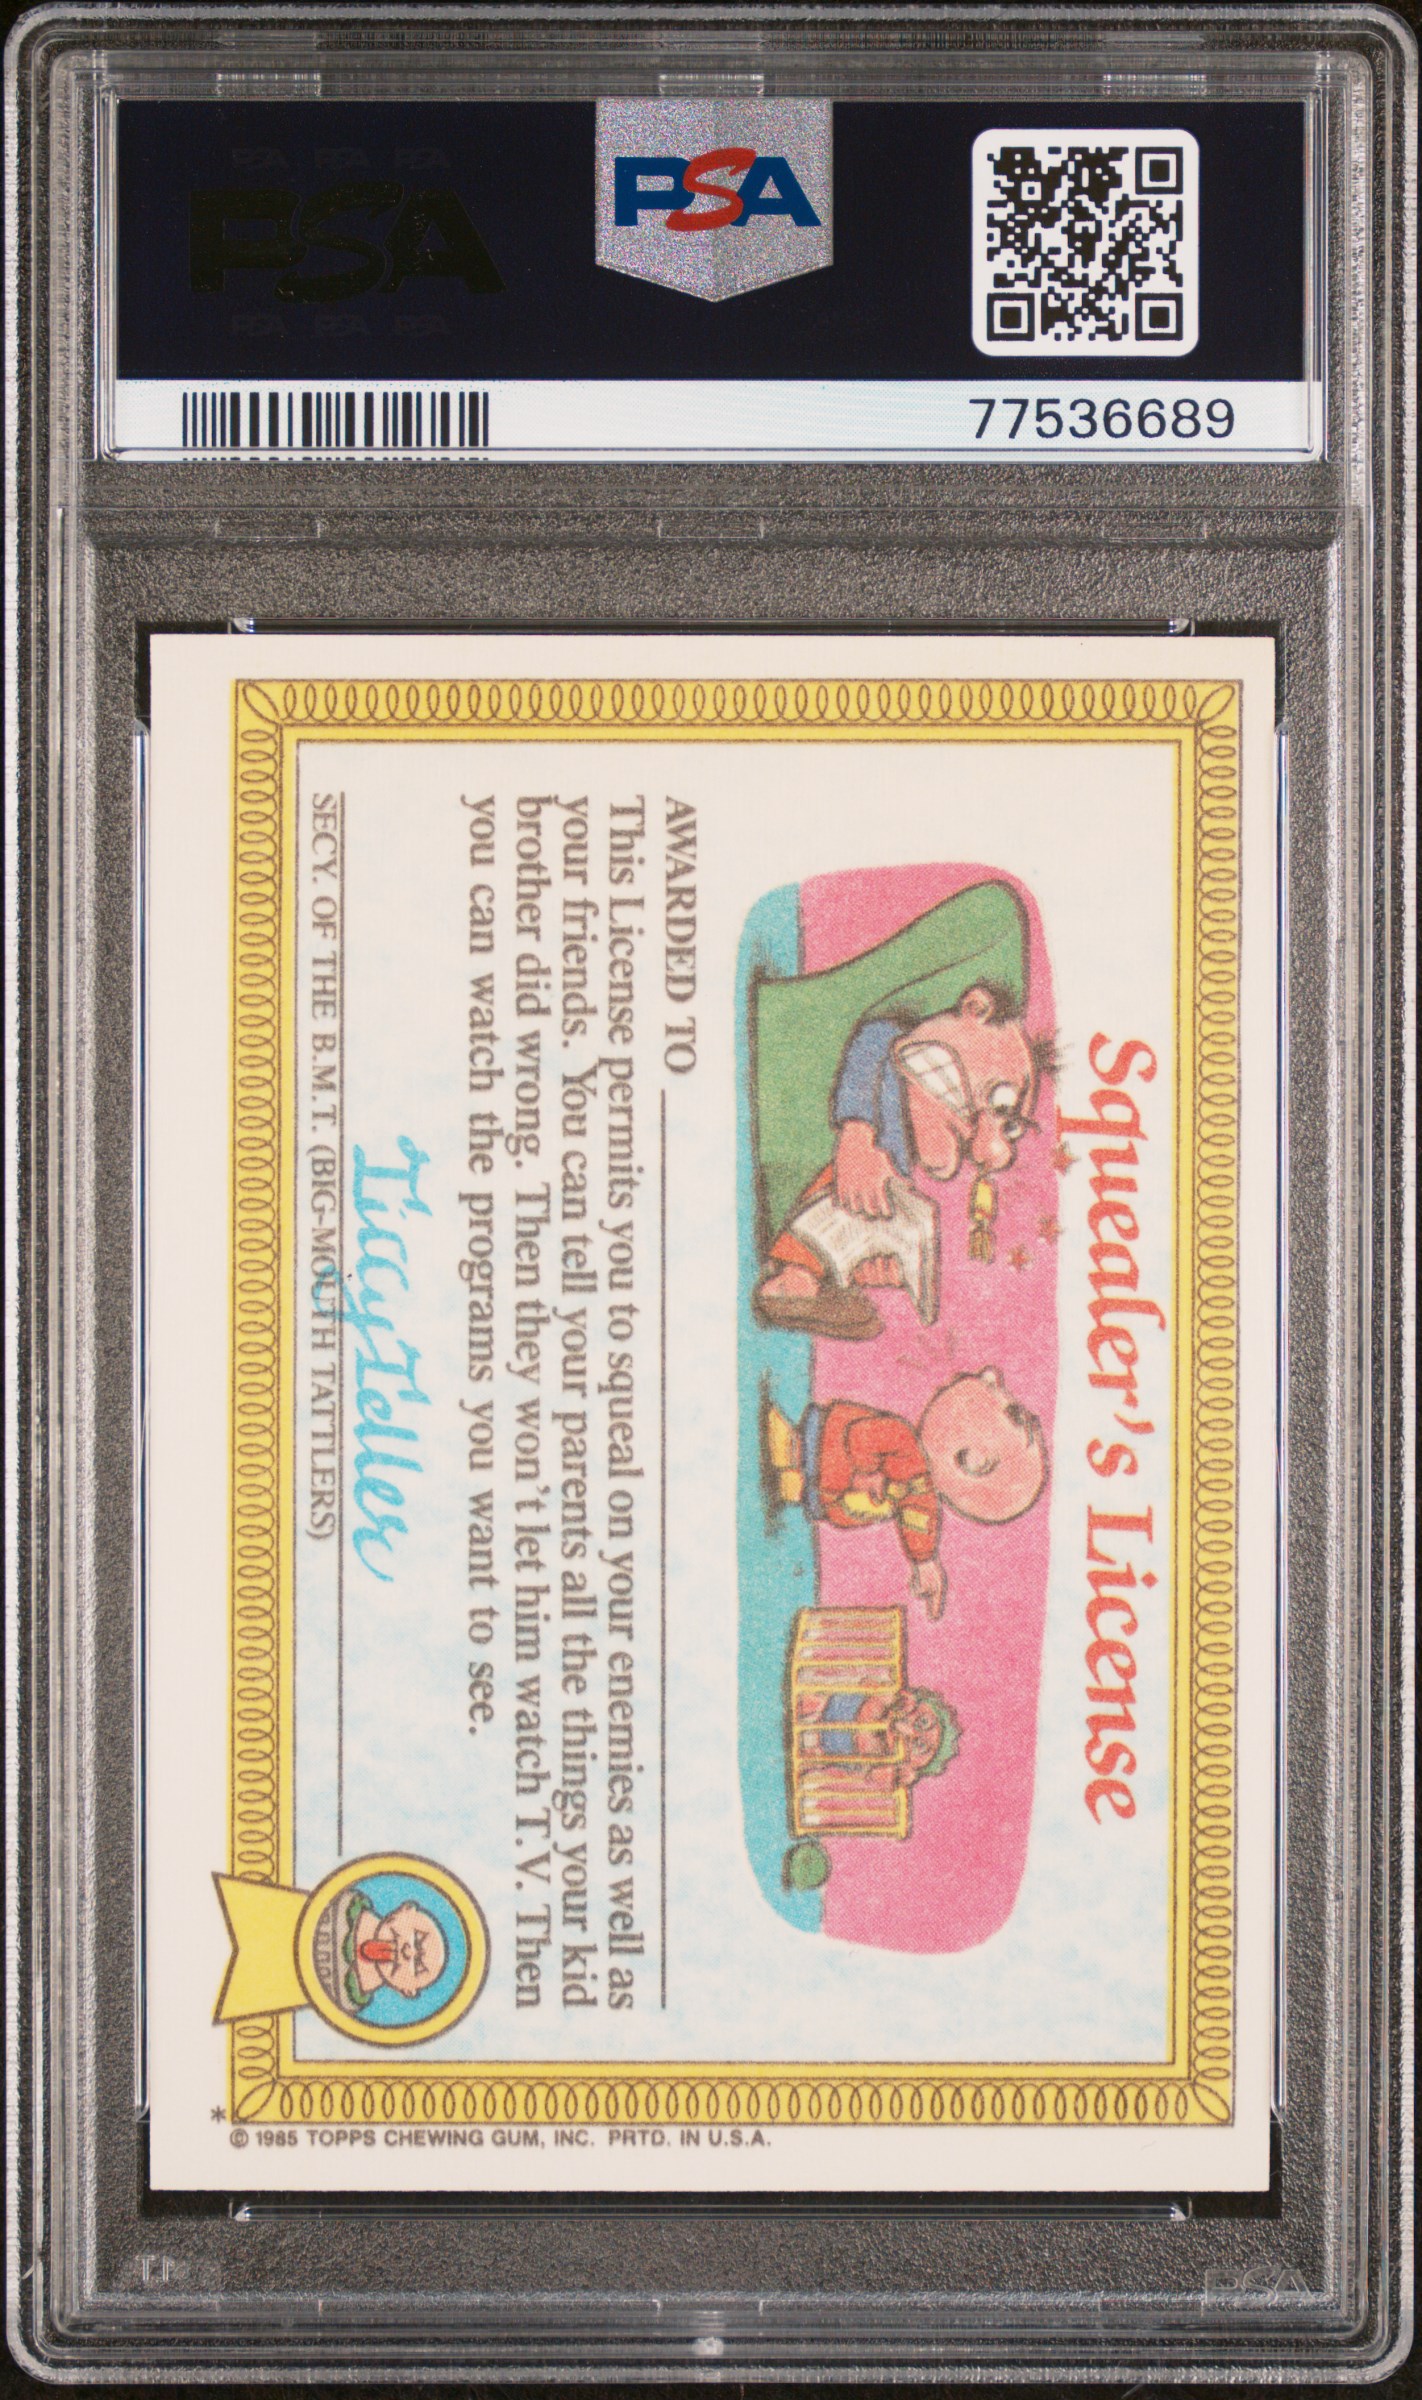 PSA
PSA
77536689
Squealer's License
AWARDED TO
This License permits you to squeal on your enemies as well as
your friends. You can tell your parents all the things your kid
brother did wrong. Then they won't let him watch T.V. Then
you can watch the programs you want to see.
Ticcy Teller
SECY. OF THE B.M.T. (BIG-MOUTH TATTLERS)
* © 1985 TOPPS CHEWING GUM, INC. PRTD. IN U.S.A.
PSA